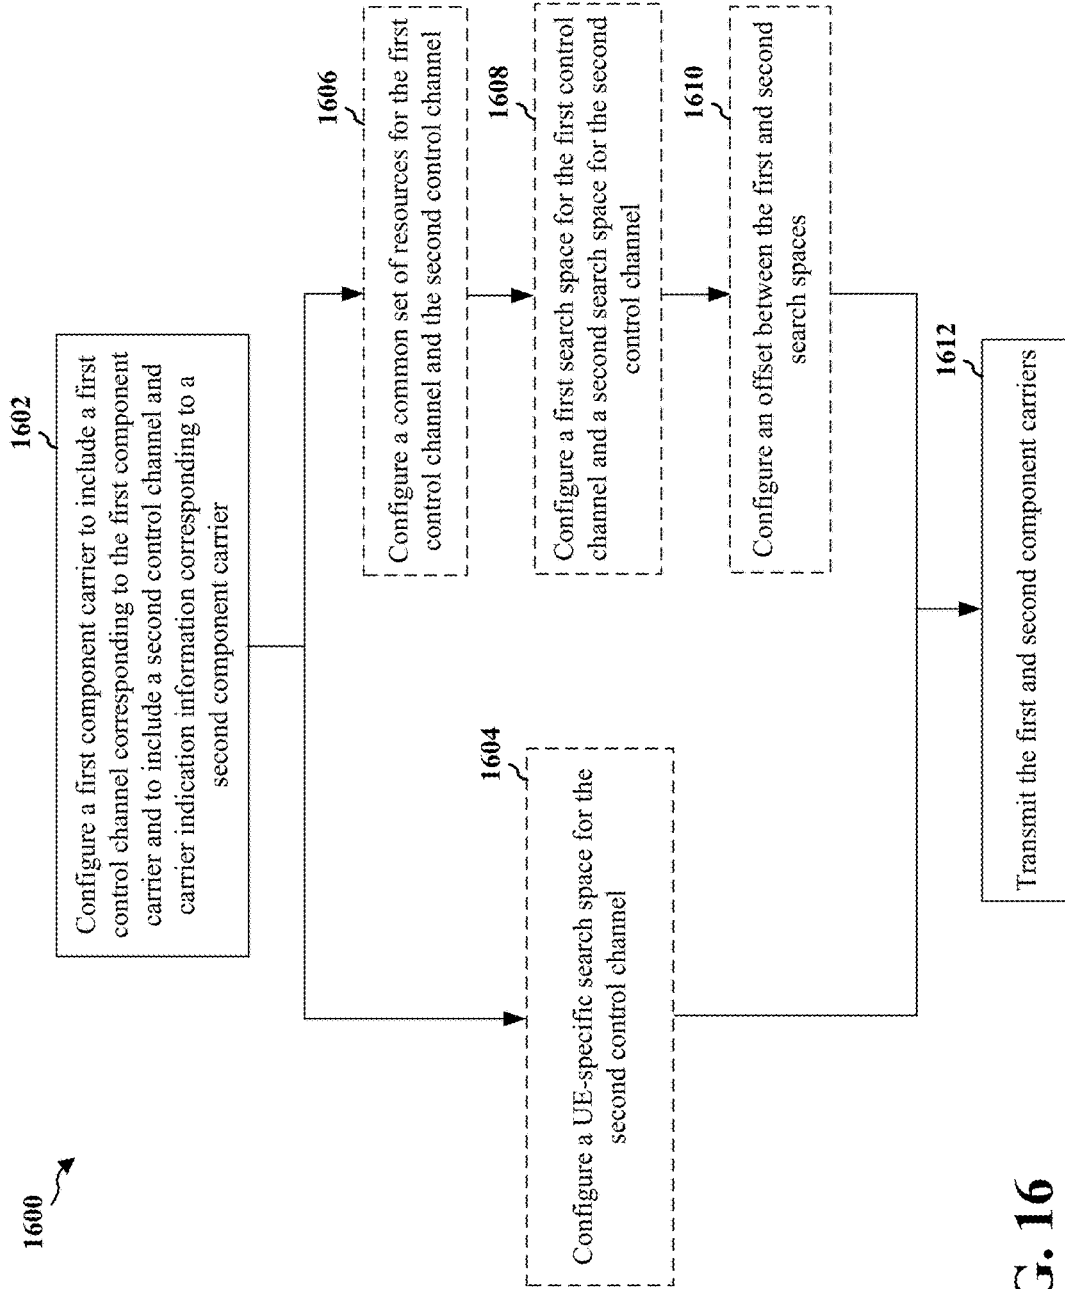 1600
1602
Configure a first component carrier to include a first
control channel corresponding to the first component
carrier and to include a second control channel and
carrier indication information corresponding to a
second component carrier
1604
Configure a UE-specific search space for the
second control channel
1606
Configure a common set of resources for the first
control channel and the second control channel
1608
Configure a first search space for the first control
channel and a second search space for the second
control channel
1610
Configure an offset between the first and second
search spaces
1612
Transmit the first and second component carriers
G. 16